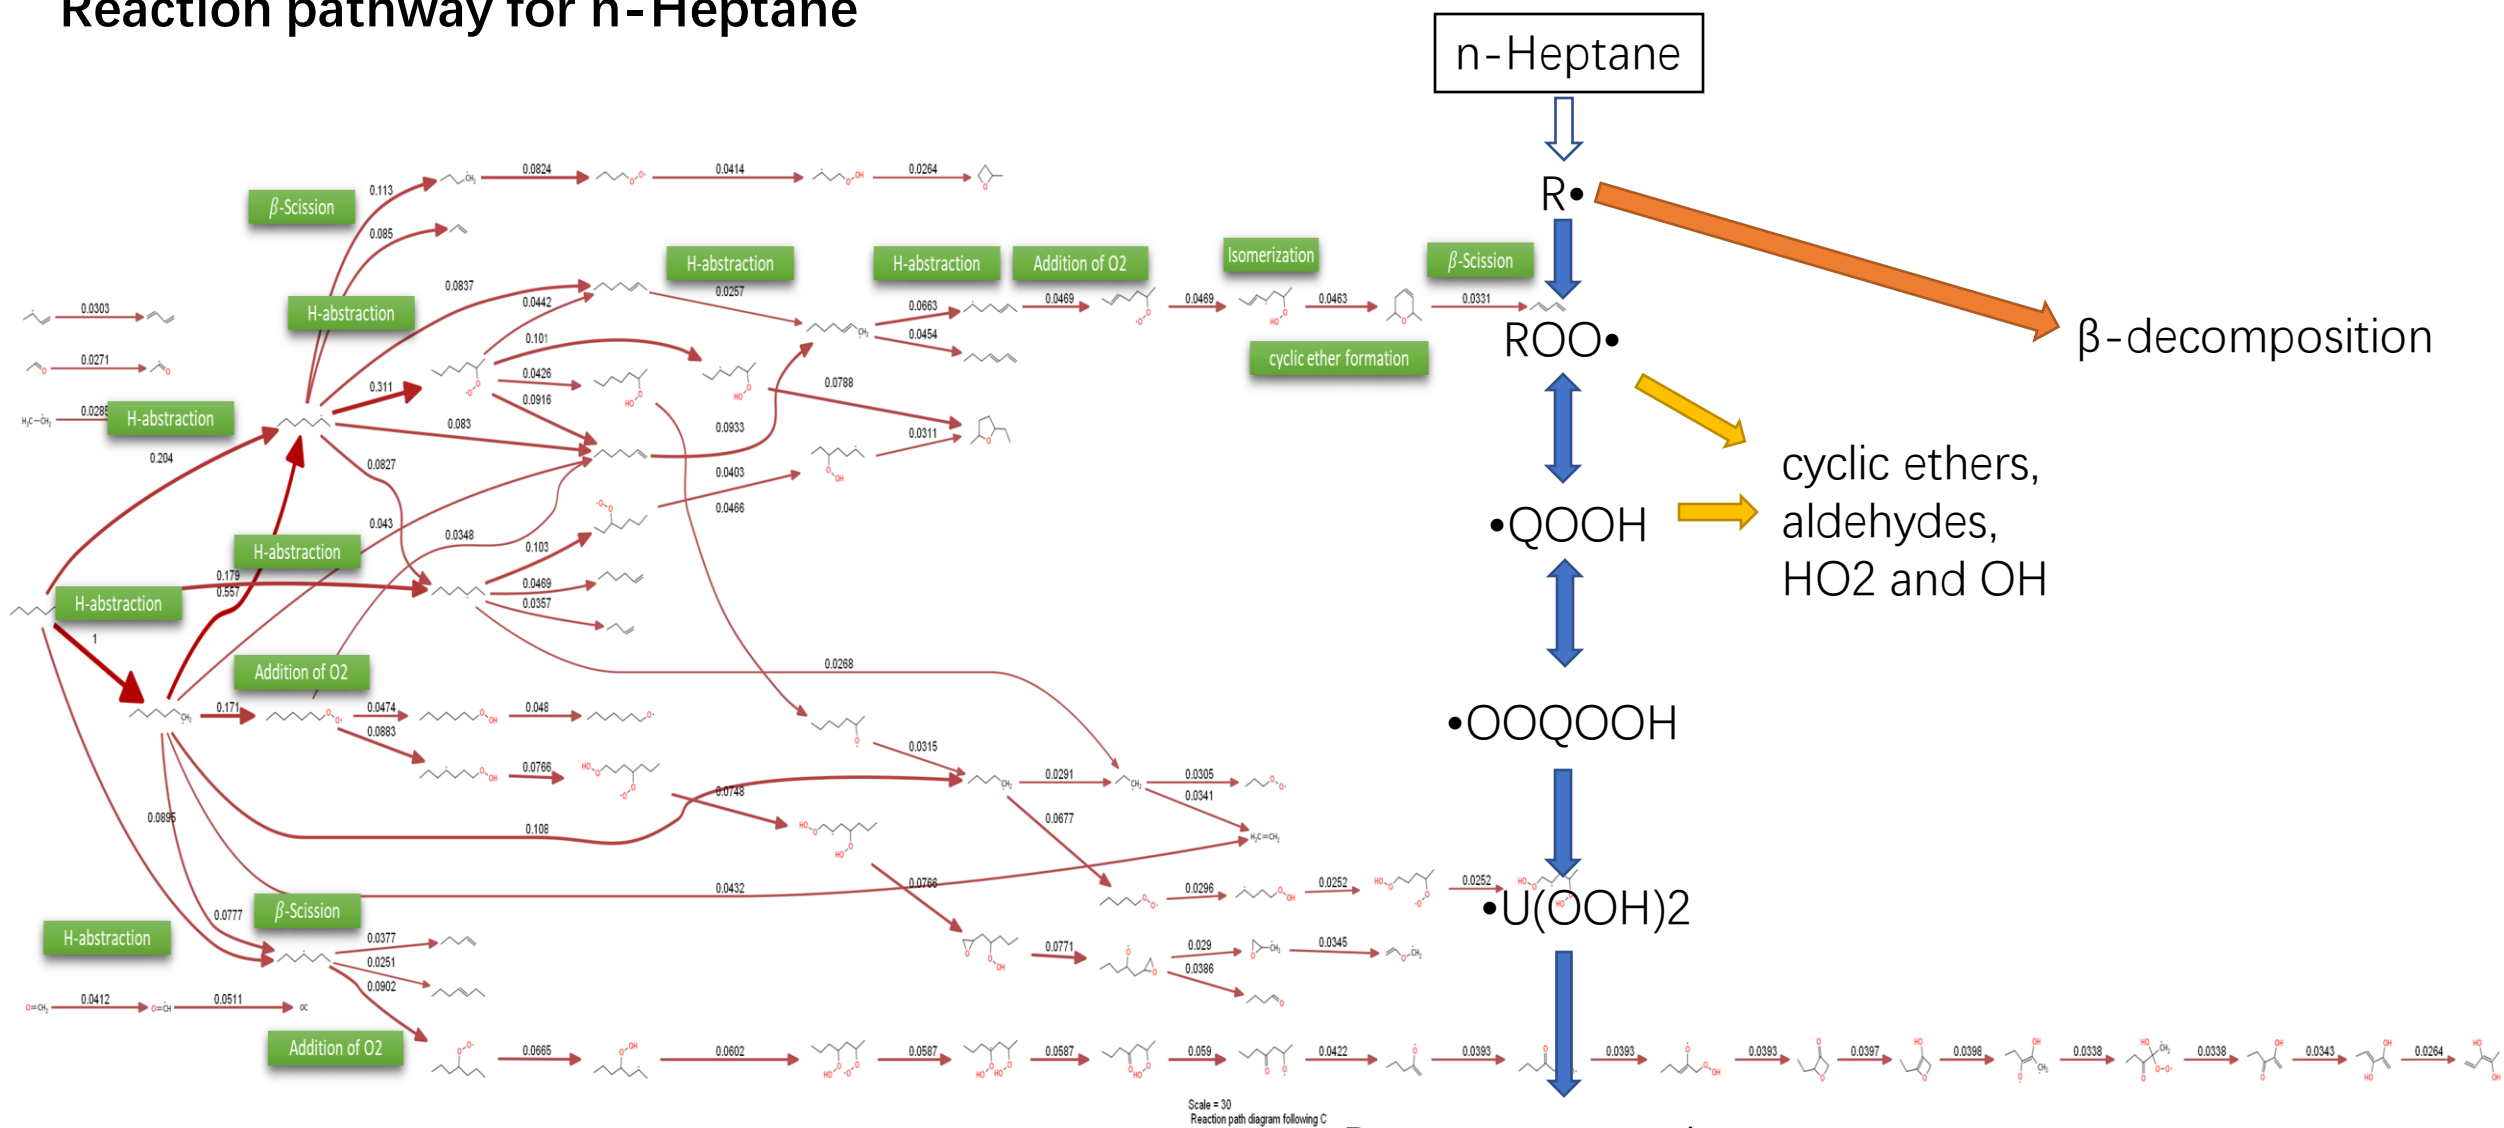 Reaction pathway for n-Heptane
n-Heptane
R•
ROO•
•QOOH
•OOQOOH
•U(OOH)2
β-decomposition
cyclic ethers,
aldehydes,
HO2 and OH
β-Scission
H-abstraction
H-abstraction
H-abstraction
H-abstraction
Addition of O2
β-Scission
H-abstraction
Addition of O2
H-abstraction
H-abstraction
Addition of O2
Isomerization
β-Scission
cyclic ether formation
0.113
0.0824
0.0414
0.0264
0.085
0.0837
0.0442
0.0257
0.0663
0.0469
0.0469
0.0463
0.0331
0.0454
0.0303
0.0271
0.0285
0.101
0.0426
0.0916
0.311
0.083
0.0788
0.0933
0.0311
0.204
0.0827
0.0403
0.0466
0.043
0.0348
0.103
0.179
0.557
0.0469
0.0357
1
0.0268
0.171
0.0474
0.048
0.0883
0.0766
0.0315
0.0748
0.0291
0.0305
0.0341
0.0895
0.108
0.0677
0.0432
0.0766
0.0296
0.0252
0.0252
0.0777
0.0377
0.0251
0.0902
0.0771
0.029
0.0345
0.0386
0.0412
0.0511
0.0665
0.0602
0.0587
0.0587
0.059
0.0422
0.0393
0.0393
0.0393
0.0397
0.0398
0.0338
0.0338
0.0343
0.0264
Scale = 30
Reaction path diagram following C